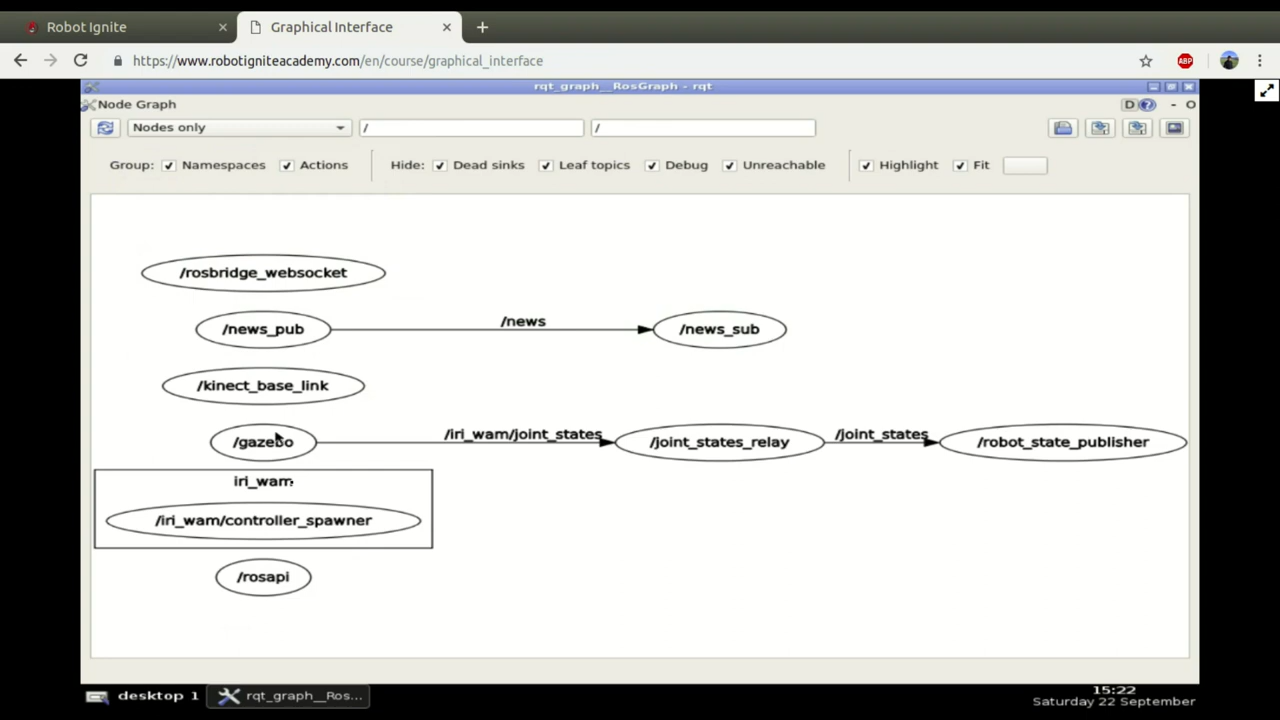 Robot Ignite
Graphical Interface
https://www.robotigniteacademy.com/en/course/graphical_interface
ABP
rqt_graph__RosGraph - rqt
Node Graph
D
- O
Nodes only
/
/
Group: Namespaces Actions Hide: Dead sinks Leaf topics Debug Unreachable Highlight Fit
/rosbridge_websocket
/news_pub
/news
/news_sub
/kinect_base_link
/gazebo
/iri_wam/joint_states
/joint_states_relay
/joint_states
/robot_state_publisher
iri_wam
/iri_wam/controller_spawner
/rosapi
desktop 1
rqt_graph__Ros...
15:22
Saturday 22 September